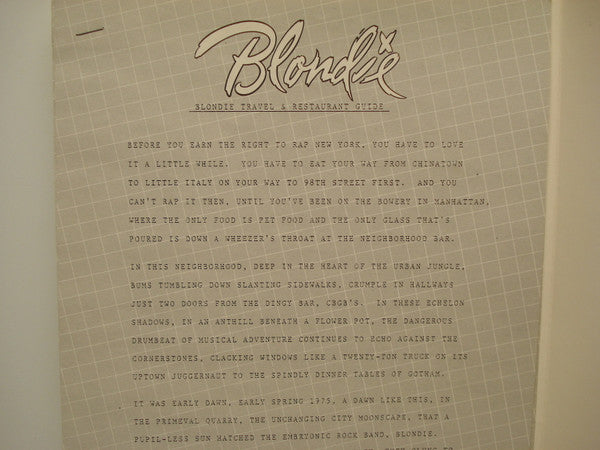 Blondie
BLONDIE TRAVEL & RESTAURANT GUIDE
BEFORE YOU EARN THE RIGHT TO RAP NEW YORK, YOU HAVE TO LOVE
IT A LITTLE WHILE. YOU HAVE TO EAT YOUR WAY FROM CHINATOWN
TO LITTLE ITALY ON YOUR WAY TO 98TH STREET FIRST. AND YOU
CAN'T RAP IT THEN, UNTIL YOU'VE BEEN ON THE BOWERY IN MANHATTAN,
WHERE THE ONLY FOOD IS PET FOOD AND THE ONLY GLASS THAT'S
POURED IS DOWN A WHEEZER'S THROAT AT THE NEIGHBORHOOD BAR.
IN THIS NEIGHBORHOOD, DEEP IN THE HEART OF THE URBAN JUNGLE,
BUMS TUMBLING DOWN SLANTING SIDEWALKS, CRUMPLE IN HALLWAYS
JUST TWO DOORS FROM THE DINGY BAR, CBGB'S. IN THESE ECHELON
SHADOWS, IN AN ANTHILL BENEATH A FLOWER POT, THE DANGEROUS
DRUMBEAT OF MUSICAL ADVENTURE CONTINUES TO ECHO AGAINST THE
CORNERSTONES, CLACKING WINDOWS LIKE A TWENTY-TON TRUCK ON ITS
UPTOWN JUGGERNAUT TO THE SPINDLY DINNER TABLES OF GOTHAM.
IT WAS EARLY DAWN, EARLY SPRING 1975, A DAWN LIKE THIS, IN
THE PRIMEVAL QUARRY, THE UNCHANGING CITY MOONSCAPE, THAT A
PUPIL-LESS SUN HATCHED THE EMBRYONIC ROCK BAND, BLONDIE.